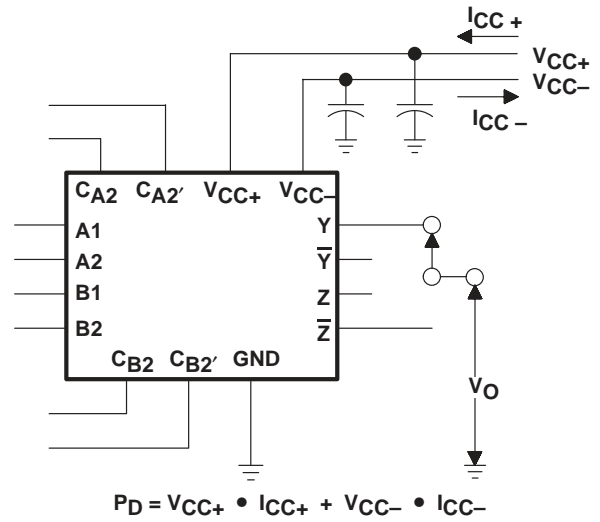 ICC+
VCC+
VCC–
ICC–
CA2 CA2′ VCC+ VCC–
A1 Y
A2 Y̅
B1 Z
B2 Z̅
CB2 CB2′ GND
VO
PD = VCC+ • ICC+ + VCC– • ICC–